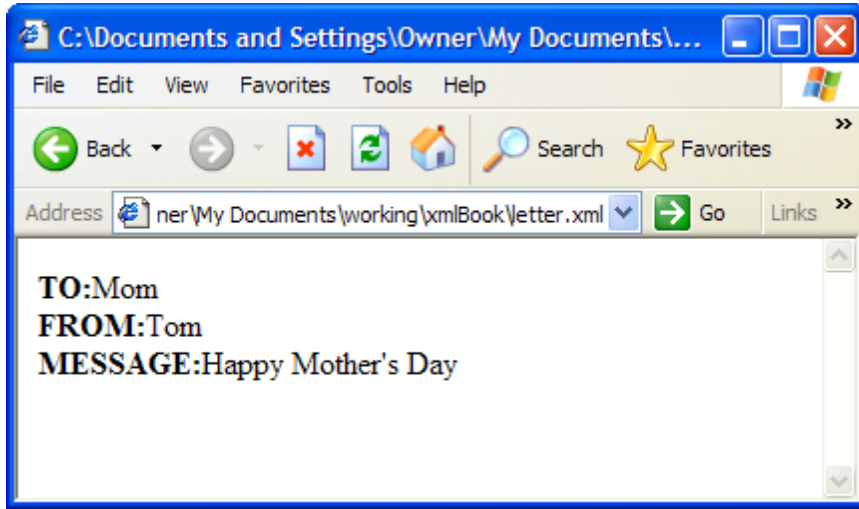 C:\Documents and Settings\Owner\My Documents\...
File Edit View Favorites Tools Help
Back Search Favorites »
Address ner\My Documents\working\xmlBook\letter.xml Go Links »
TO:Mom
FROM:Tom
MESSAGE:Happy Mother's Day